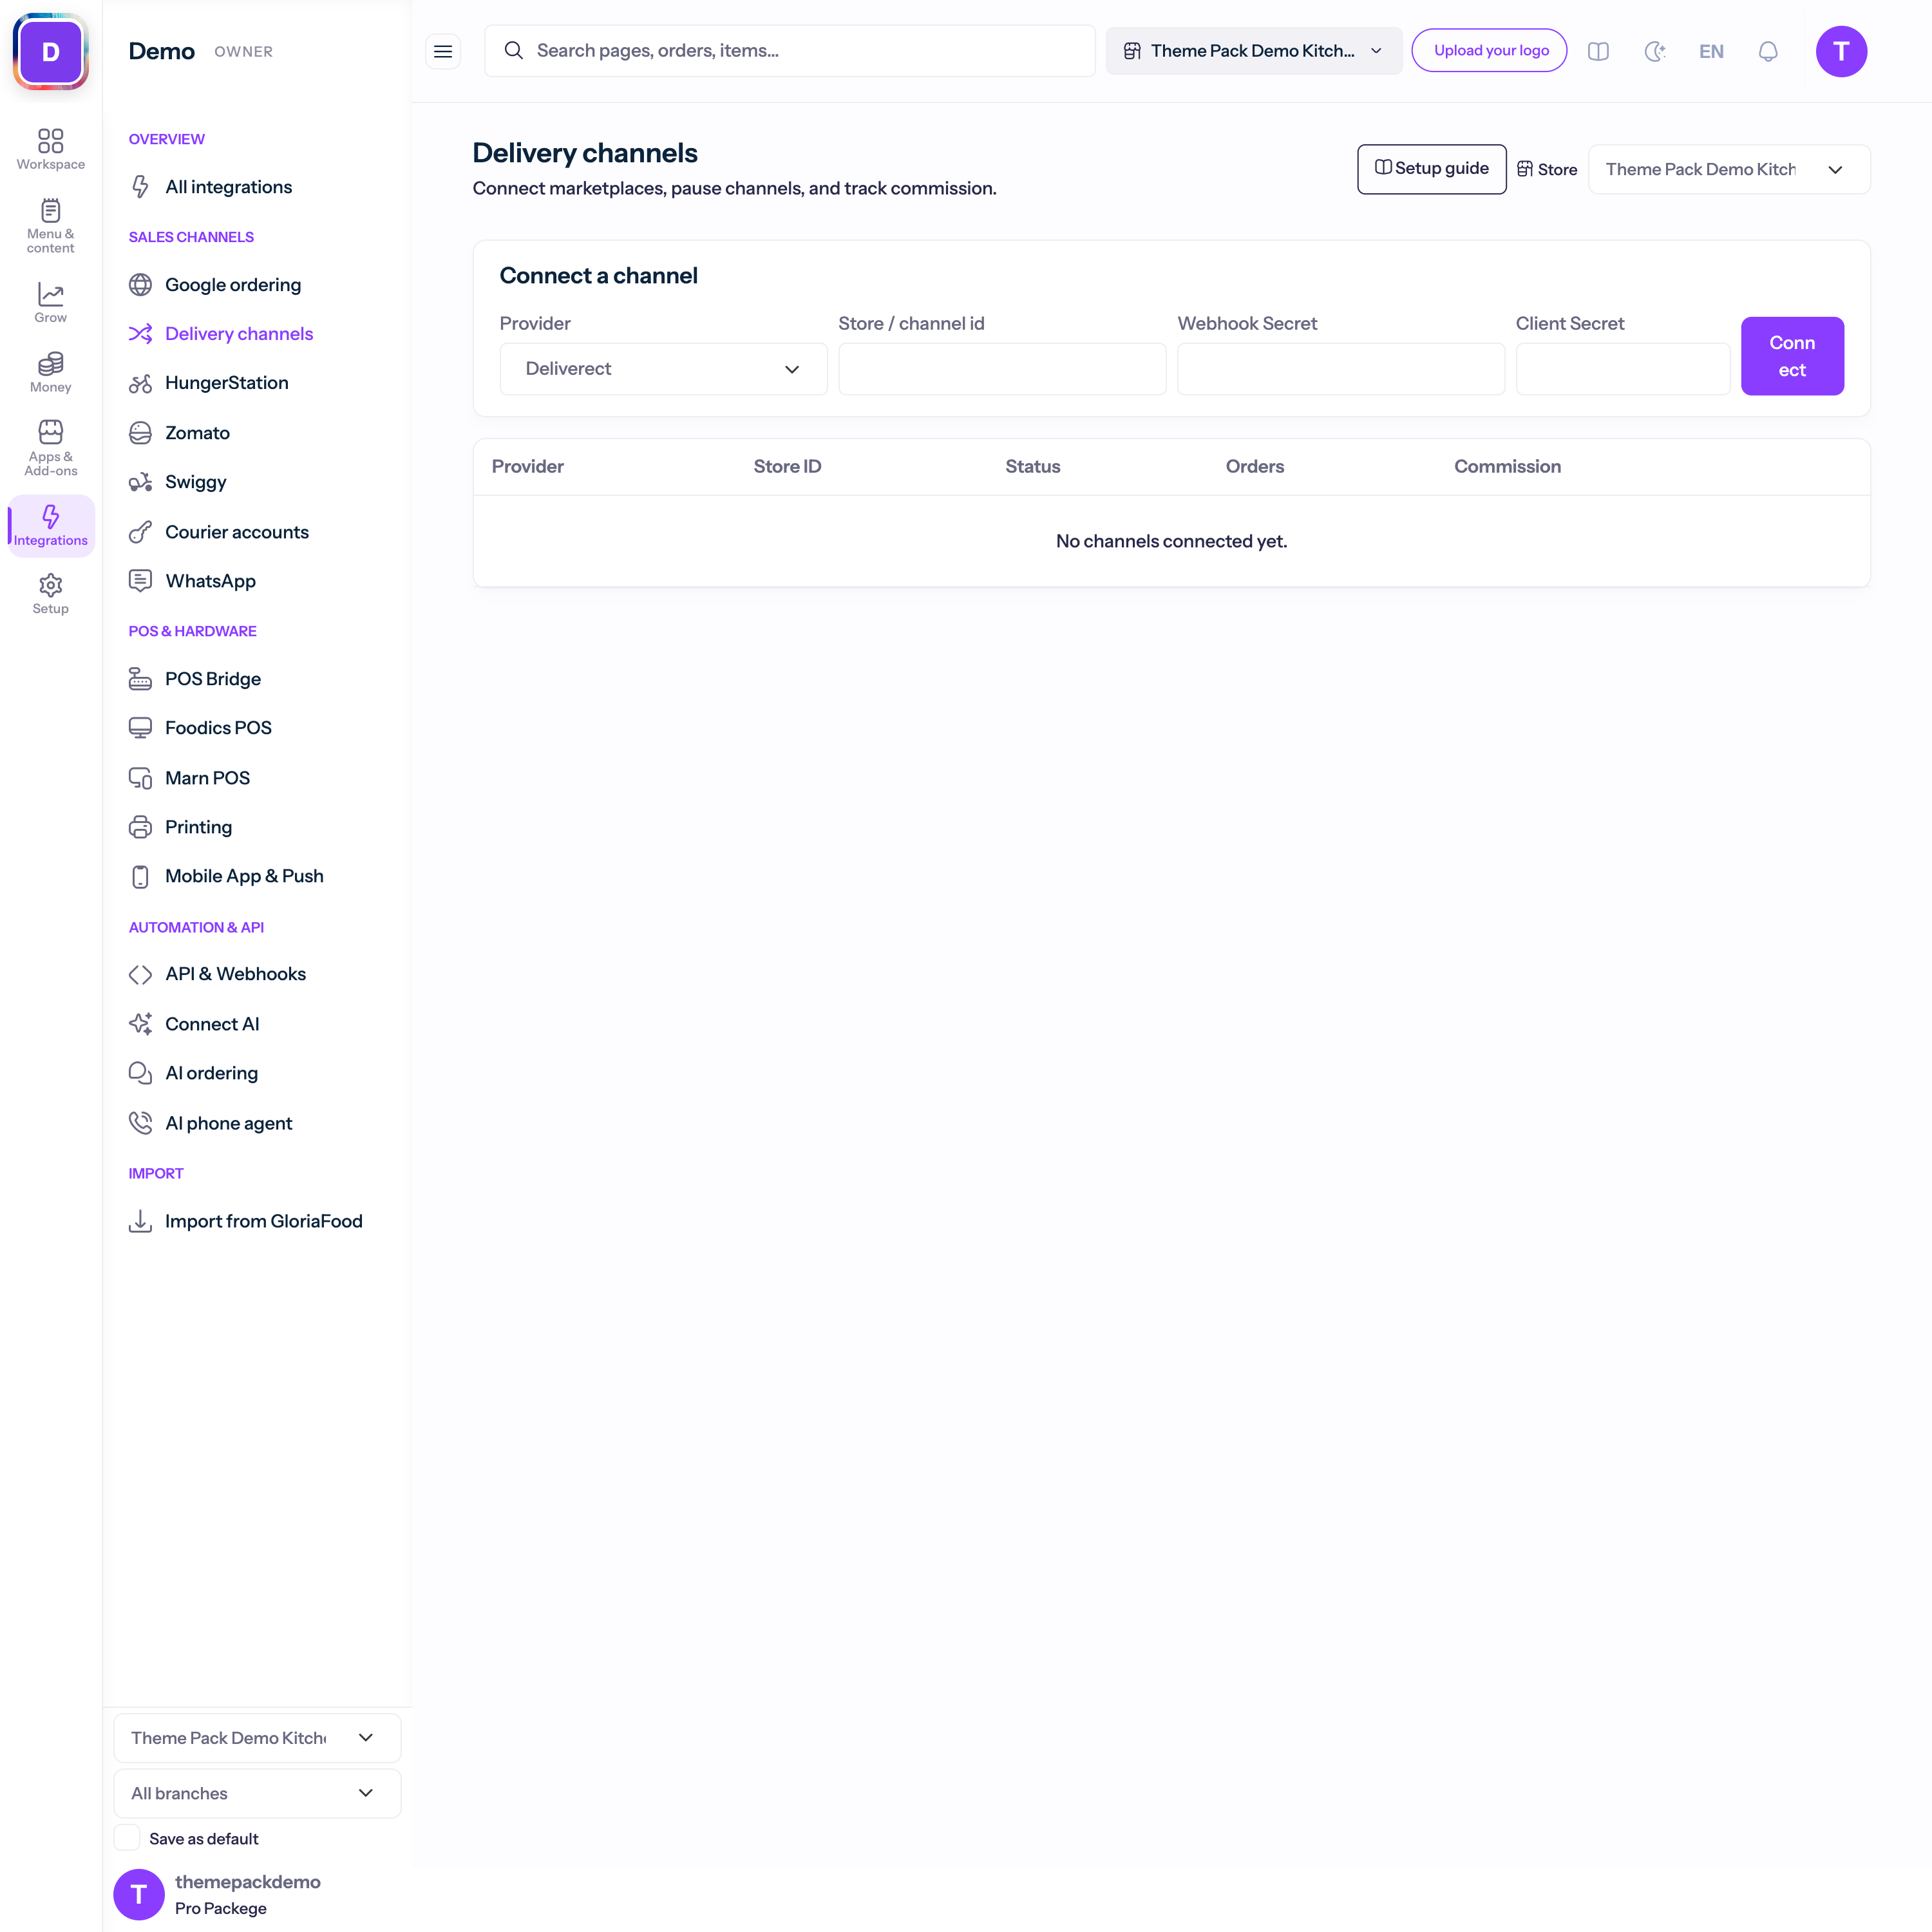 D
Demo OWNER
Search pages, orders, items...
Theme Pack Demo Kitch...
Upload your logo
EN
T
Workspace
Menu &
content
Grow
Money
Apps &
Add-ons
Integrations
Setup
OVERVIEW
All integrations
SALES CHANNELS
Google ordering
Delivery channels
HungerStation
Zomato
Swiggy
Courier accounts
WhatsApp
POS & HARDWARE
POS Bridge
Foodics POS
Marn POS
Printing
Mobile App & Push
AUTOMATION & API
API & Webhooks
Connect AI
AI ordering
AI phone agent
IMPORT
Import from GloriaFood
Theme Pack Demo Kitche
All branches
Save as default
T
themepackdemo
Pro Packege
Delivery channels
Connect marketplaces, pause channels, and track commission.
Setup guide
Store
Theme Pack Demo Kitch
Connect a channel
Provider
Store / channel id
Webhook Secret
Client Secret
Deliverect
Conn
ect
Provider Store ID Status Orders Commission
No channels connected yet.